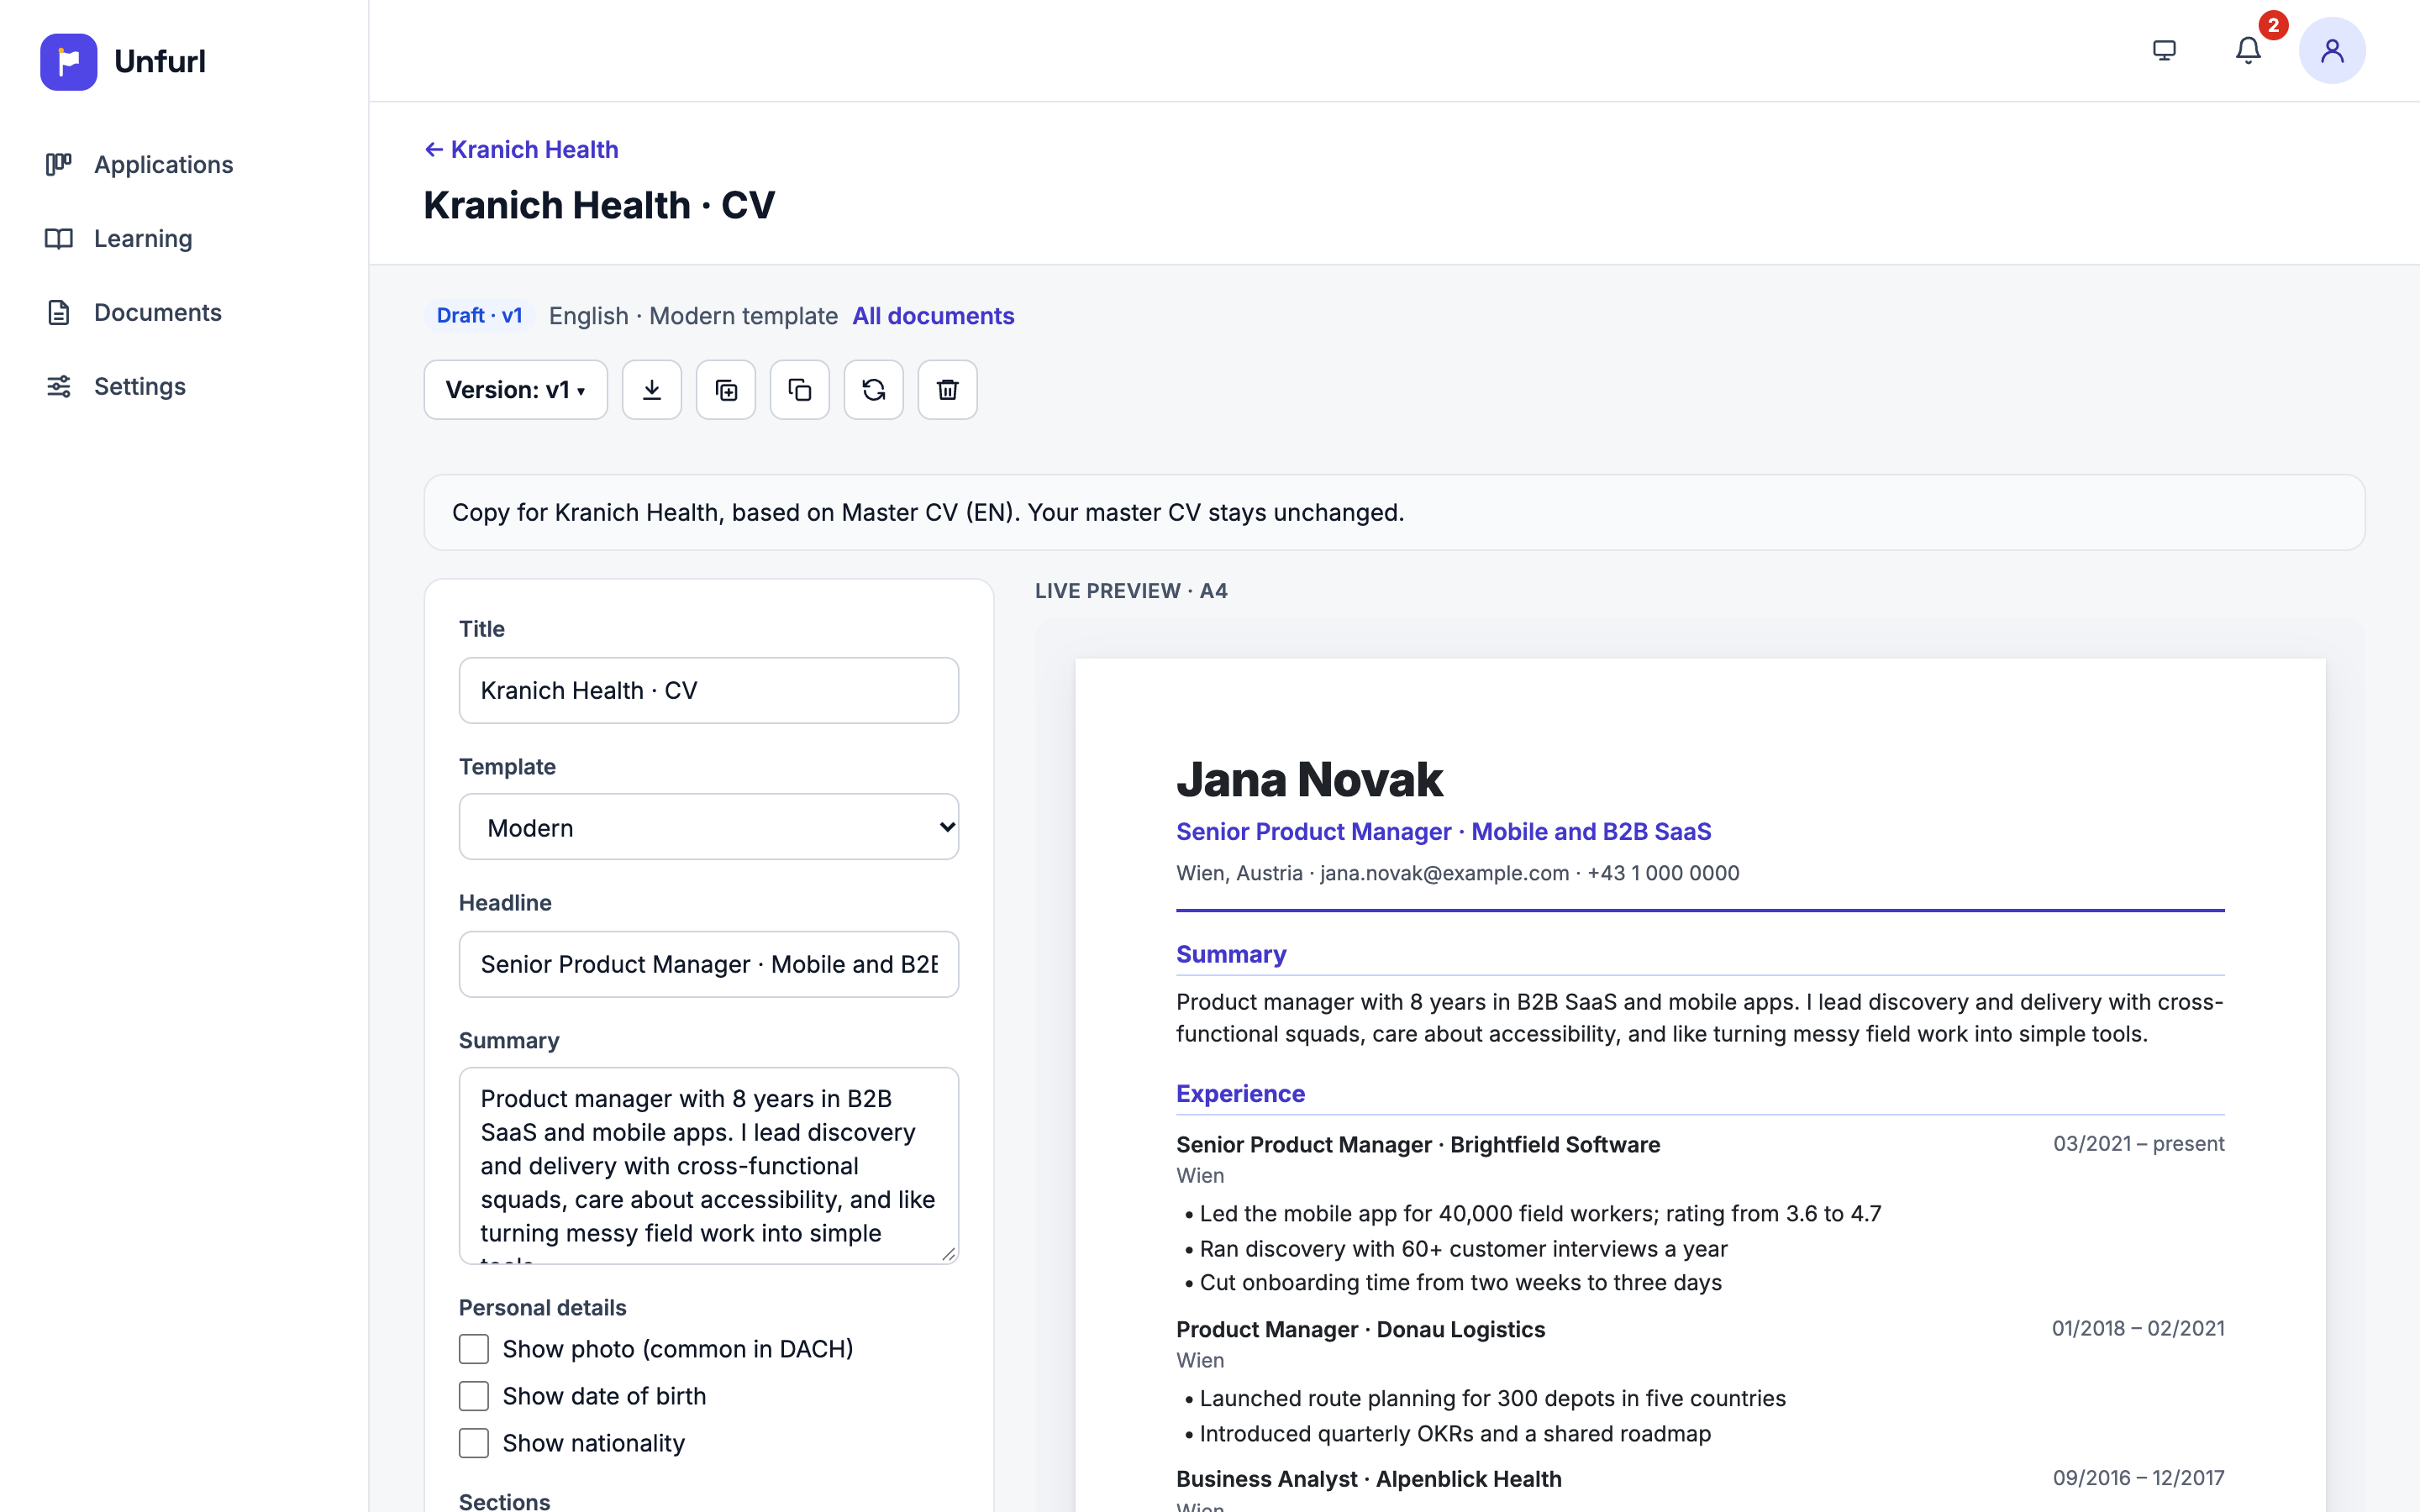 Unfurl
Applications
Learning
Documents
Settings
2
← Kranich Health
Kranich Health · CV
Draft · v1 English · Modern template All documents
Version: v1 ▾
Copy for Kranich Health, based on Master CV (EN). Your master CV stays unchanged.
Title
Kranich Health · CV
Template
Modern
Headline
Senior Product Manager · Mobile and B2B
Summary
Product manager with 8 years in B2B
SaaS and mobile apps. I lead discovery
and delivery with cross-functional
squads, care about accessibility, and like
turning messy field work into simple
tools.
Personal details
Show photo (common in DACH)
Show date of birth
Show nationality
Sections
LIVE PREVIEW · A4
Jana Novak
Senior Product Manager · Mobile and B2B SaaS
Wien, Austria · jana.novak@example.com · +43 1 000 0000
Summary
Product manager with 8 years in B2B SaaS and mobile apps. I lead discovery and delivery with cross-
functional squads, care about accessibility, and like turning messy field work into simple tools.
Experience
Senior Product Manager · Brightfield Software 03/2021 – present
Wien
• Led the mobile app for 40,000 field workers; rating from 3.6 to 4.7
• Ran discovery with 60+ customer interviews a year
• Cut onboarding time from two weeks to three days
Product Manager · Donau Logistics 01/2018 – 02/2021
Wien
• Launched route planning for 300 depots in five countries
• Introduced quarterly OKRs and a shared roadmap
Business Analyst · Alpenblick Health 09/2016 – 12/2017
Wien